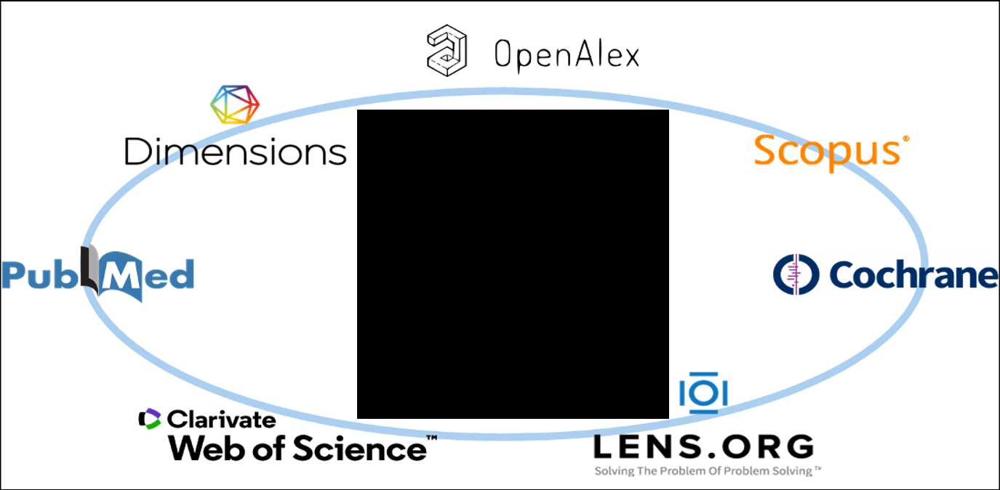 OpenAlex
Dimensions
Scopus®
PubMed
Cochrane
Clarivate
Web of Science™
LENS.ORG
Solving The Problem Of Problem Solving™